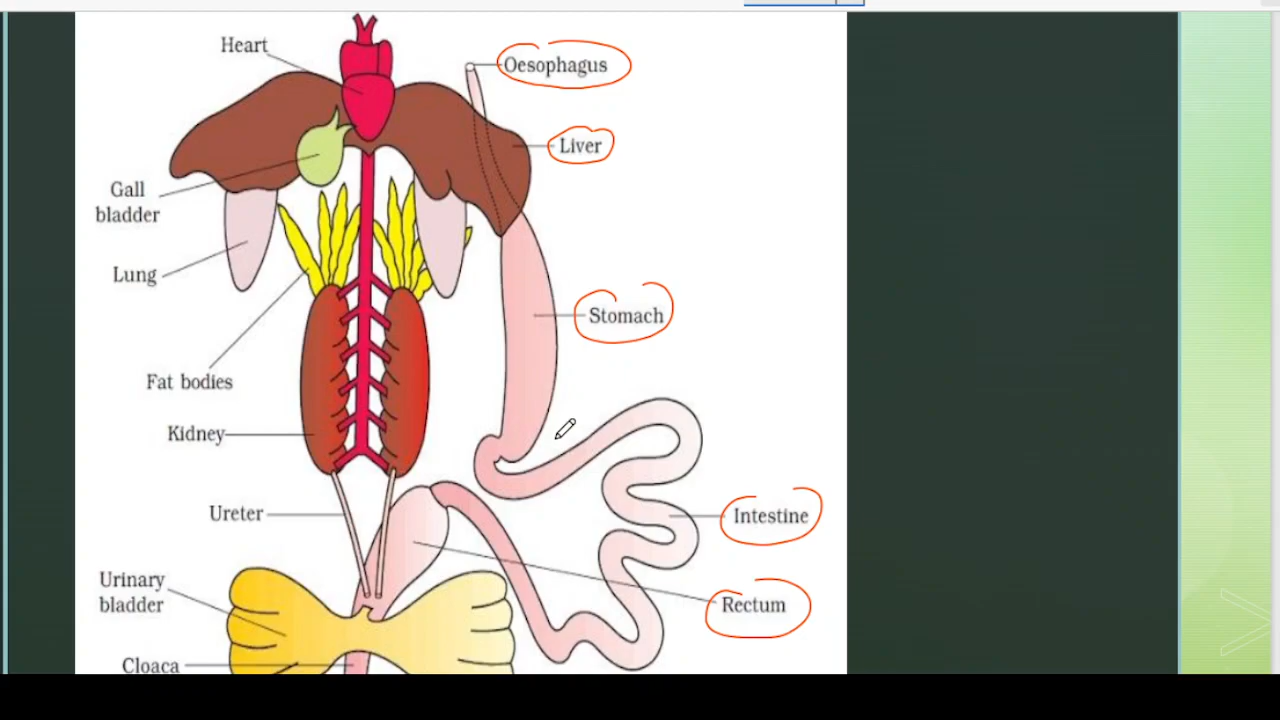 Heart
Oesophagus
Liver
Gall
bladder
Lung
Stomach
Fat bodies
Kidney
Ureter
Intestine
Urinary
bladder
Rectum
Cloaca